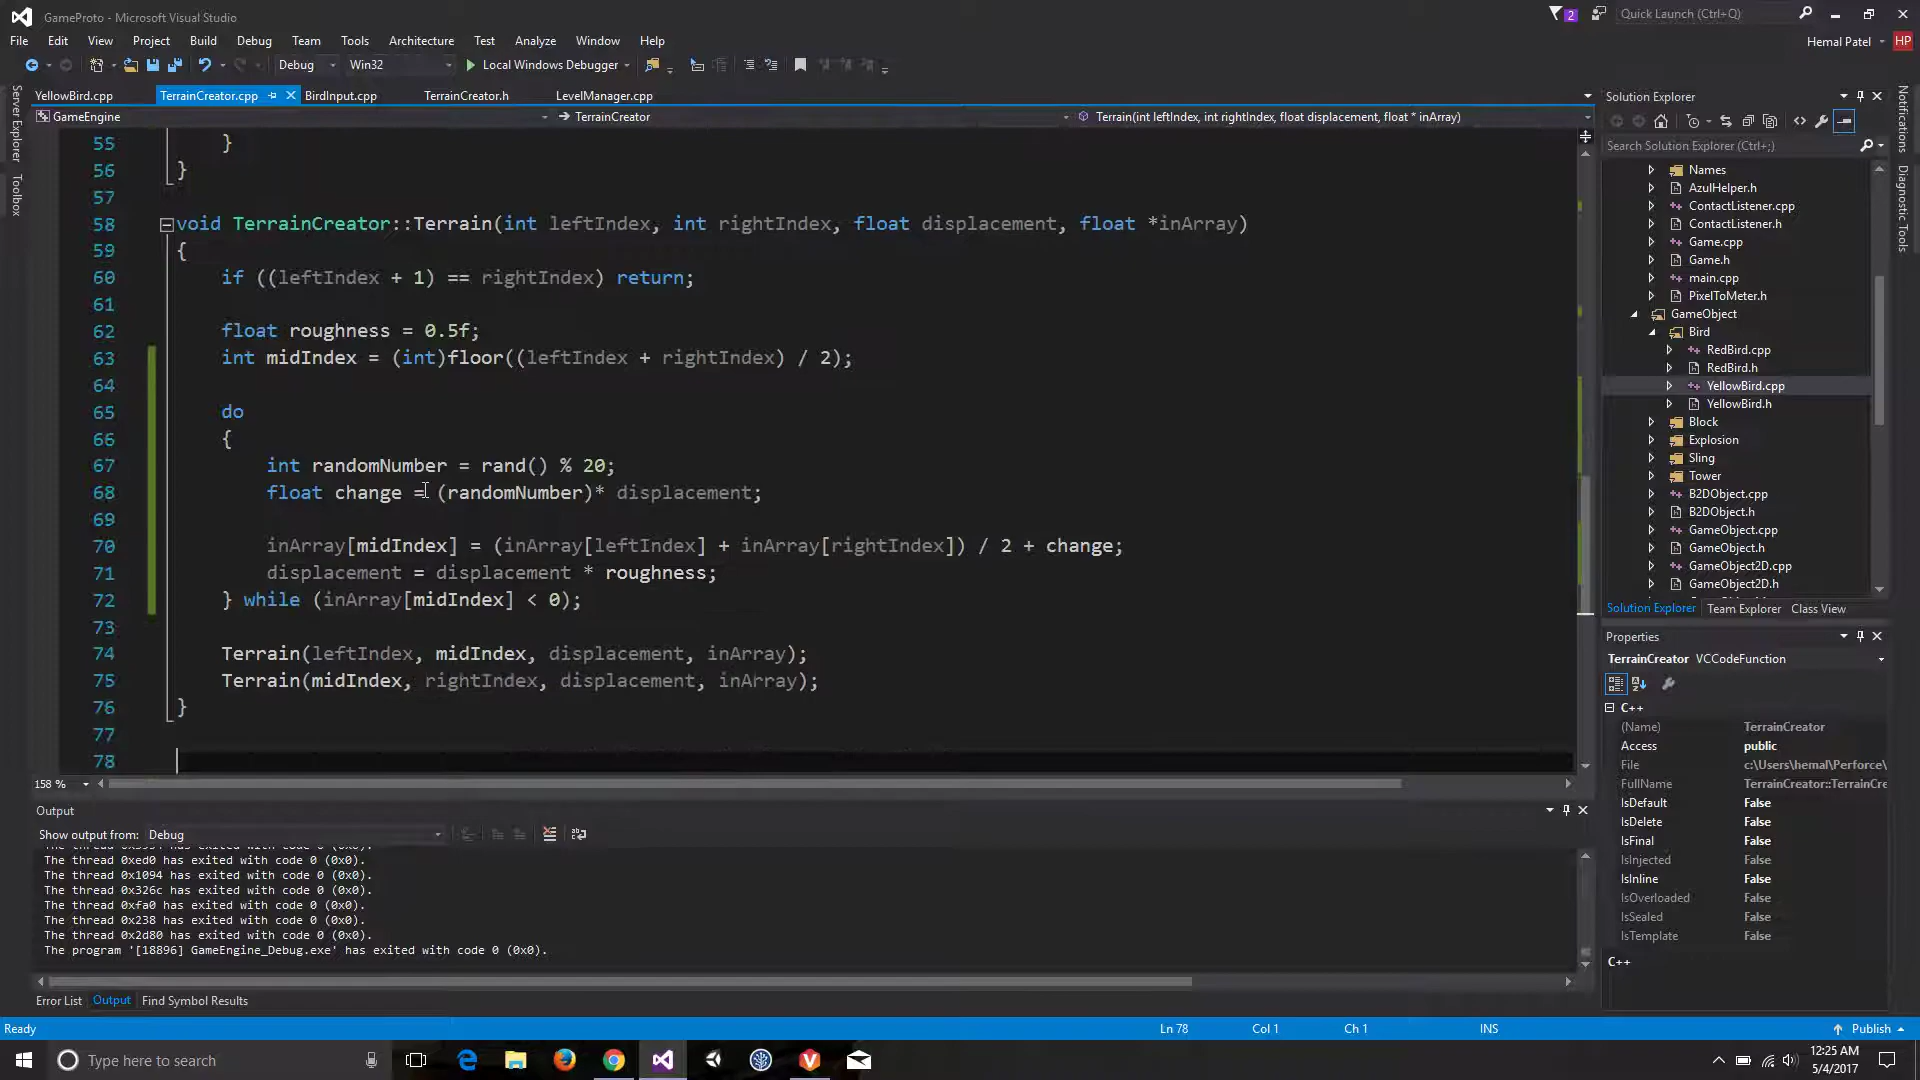 GameProto - Microsoft Visual Studio
2
Quick Launch (Ctrl+Q)
File Edit View Project Build Debug Team Tools Architecture Test Analyze Window Help
Hemal Patel HP
Debug Win32 Local Windows Debugger
YellowBird.cpp TerrainCreator.cpp BirdInput.cpp TerrainCreator.h LevelManager.cpp
GameEngine TerrainCreator Terrain(int leftIndex, int rightIndex, float displacement, float * inArray)
Server Explorer
Toolbox
55 }
56 }
57
58 void TerrainCreator::Terrain(int leftIndex, int rightIndex, float displacement, float *inArray)
59 {
60 if ((leftIndex + 1) == rightIndex) return;
61
62 float roughness = 0.5f;
63 int midIndex = (int)floor((leftIndex + rightIndex) / 2);
64
65 do
66 {
67 int randomNumber = rand() % 20;
68 float change = (randomNumber)* displacement;
69
70 inArray[midIndex] = (inArray[leftIndex] + inArray[rightIndex]) / 2 + change;
71 displacement = displacement * roughness;
72 } while (inArray[midIndex] < 0);
73
74 Terrain(leftIndex, midIndex, displacement, inArray);
75 Terrain(midIndex, rightIndex, displacement, inArray);
76 }
77
78
158 %
Output
Show output from: Debug
The thread 0xed0 has exited with code 0 (0x0).
The thread 0x1094 has exited with code 0 (0x0).
The thread 0x326c has exited with code 0 (0x0).
The thread 0xfa0 has exited with code 0 (0x0).
The thread 0x238 has exited with code 0 (0x0).
The thread 0x2d80 has exited with code 0 (0x0).
The program '[18896] GameEngine_Debug.exe' has exited with code 0 (0x0).
Error List Output Find Symbol Results
Solution Explorer
Search Solution Explorer (Ctrl+;)
Names
AzulHelper.h
ContactListener.cpp
ContactListener.h
Game.cpp
Game.h
main.cpp
PixelToMeter.h
GameObject
Bird
RedBird.cpp
RedBird.h
YellowBird.cpp
YellowBird.h
Block
Explosion
Sling
Tower
B2DObject.cpp
B2DObject.h
GameObject.cpp
GameObject.h
GameObject2D.cpp
GameObject2D.h
Solution Explorer Team Explorer Class View
Properties
TerrainCreator VCCodeFunction
C++
(Name) TerrainCreator
Access public
File c:\Users\hemal\Perforce\
FullName TerrainCreator::TerrainCre
IsDefault False
IsDelete False
IsFinal False
IsInjected False
IsInline False
IsOverloaded False
IsSealed False
IsTemplate False
C++
Notifications
Diagnostic Tools
Ready Ln 78 Col 1 Ch 1 INS Publish
Type here to search
12:25 AM
5/4/2017